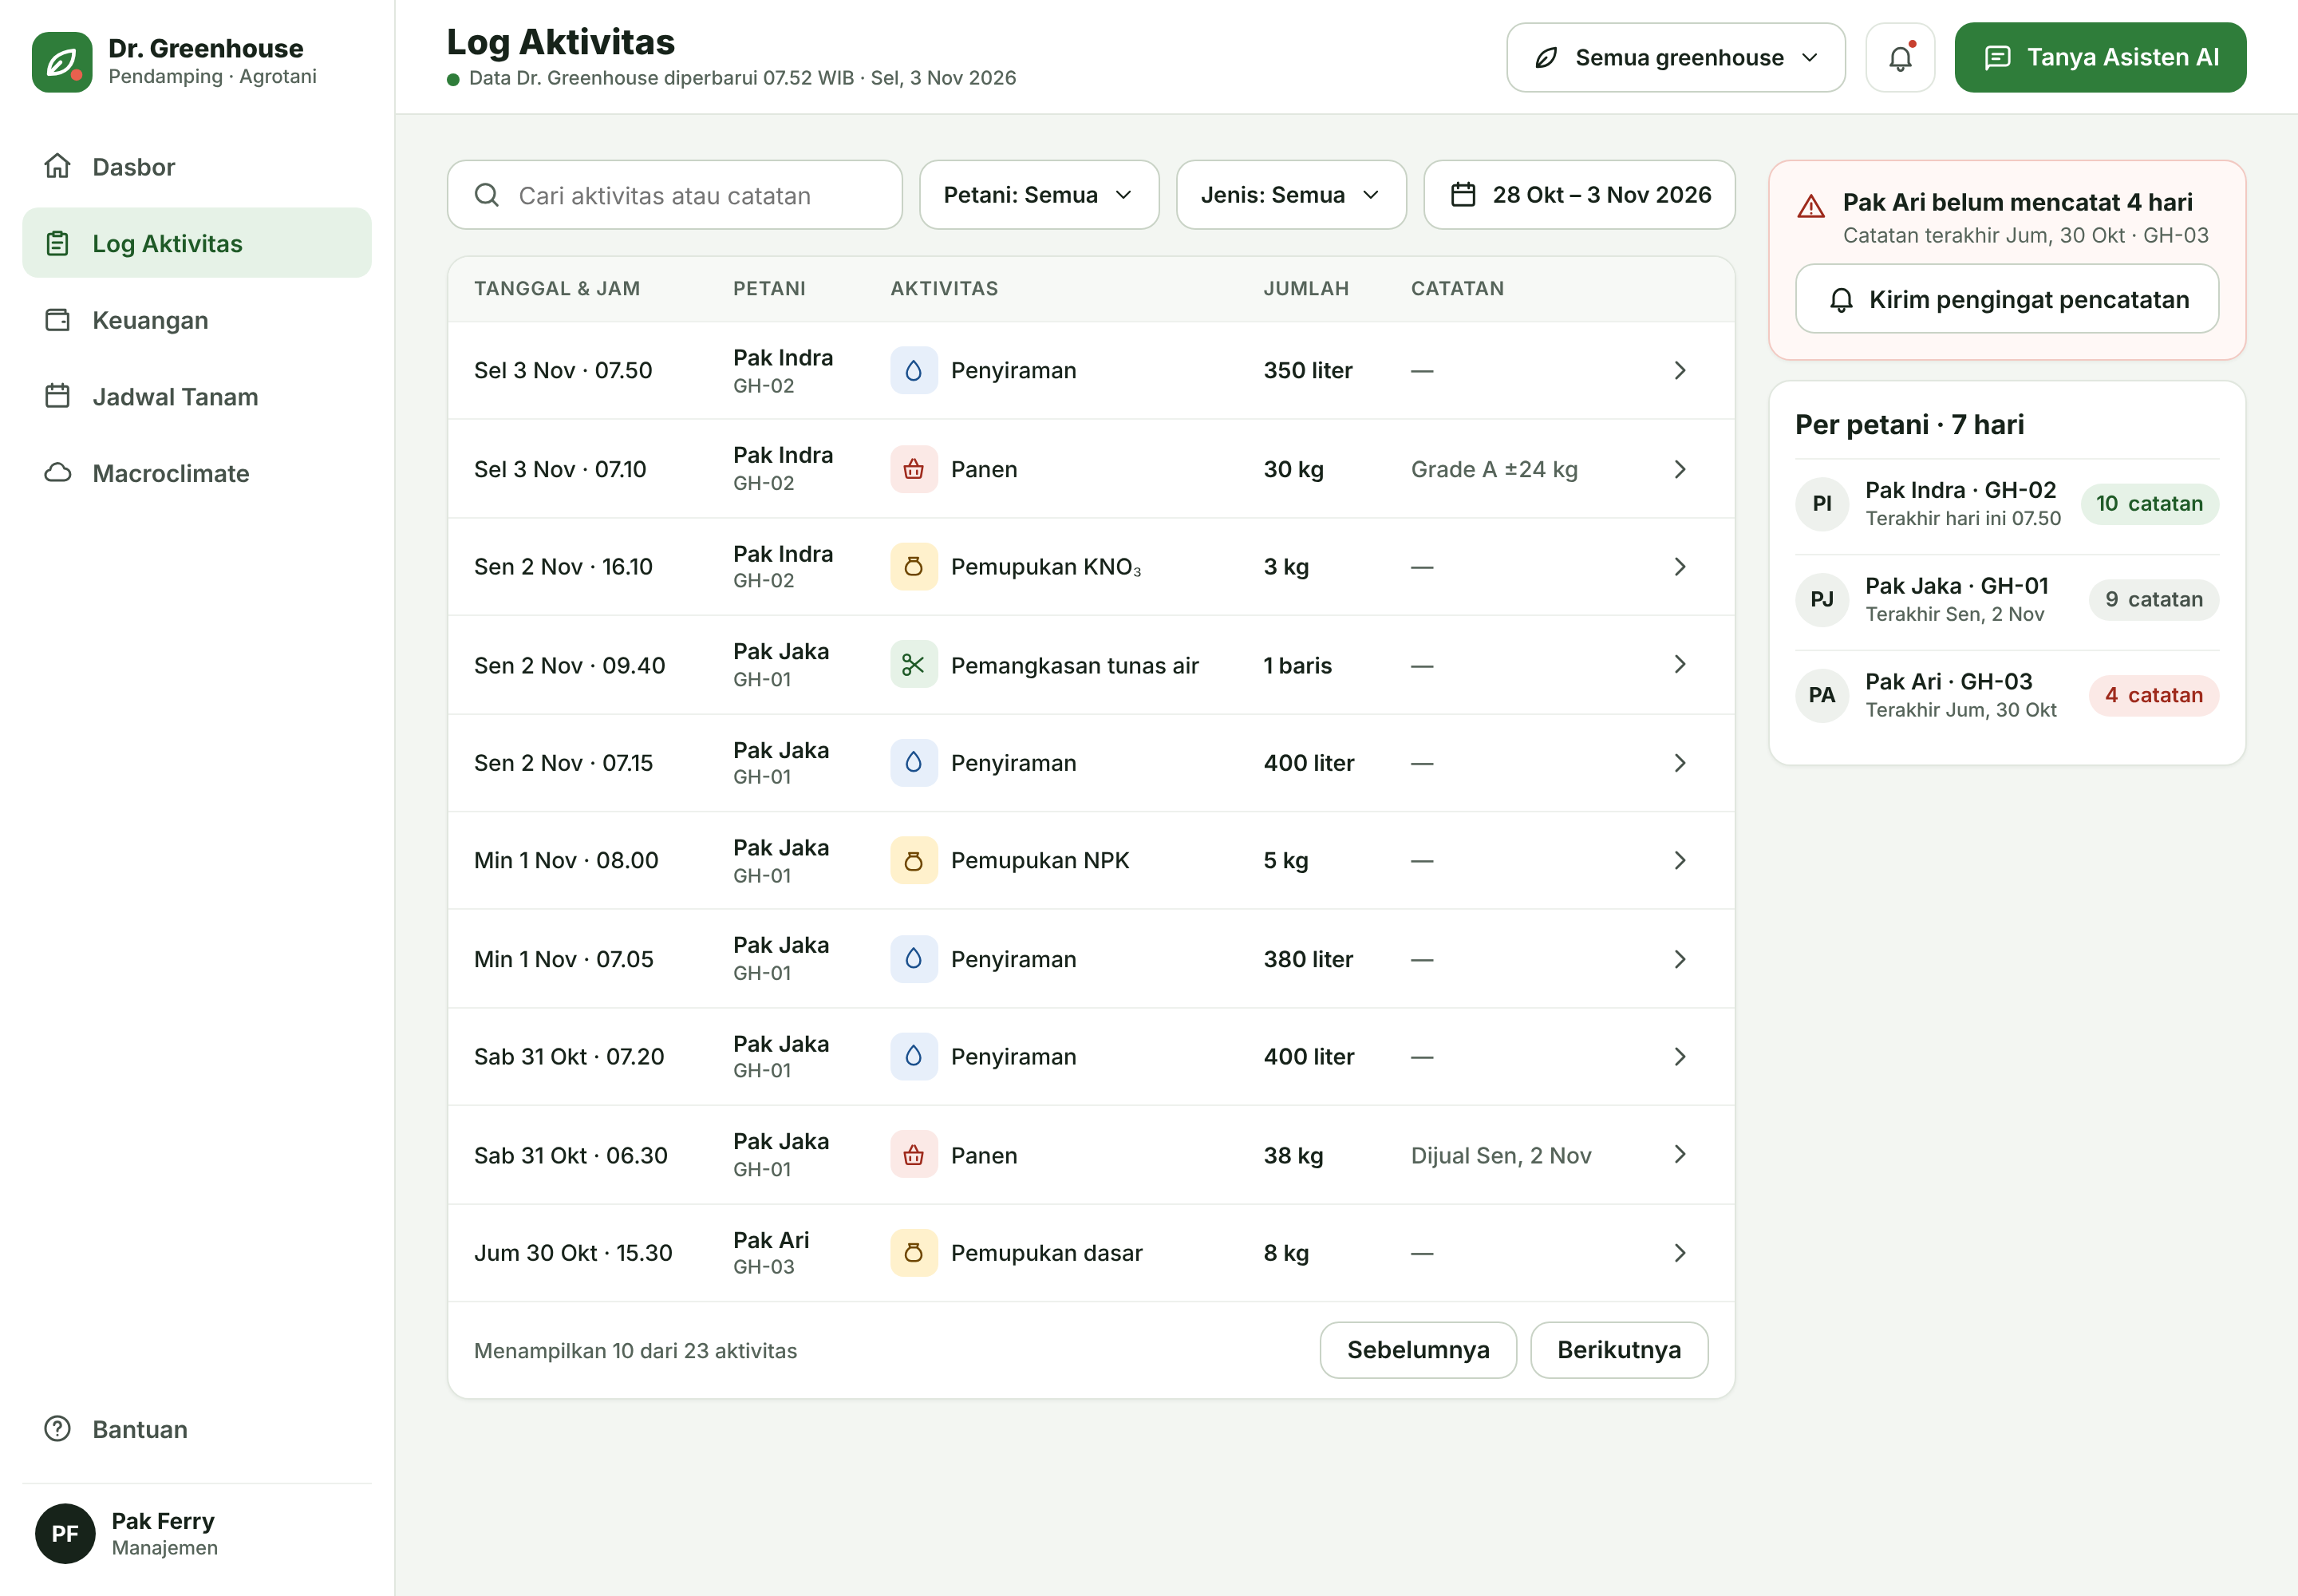 Dr. Greenhouse
Pendamping · Agrotani
Dasbor
Log Aktivitas
Keuangan
Jadwal Tanam
Macroclimate
Bantuan
PF
Pak Ferry
Manajemen
Log Aktivitas
Data Dr. Greenhouse diperbarui 07.52 WIB · Sel, 3 Nov 2026
Semua greenhouse
Tanya Asisten AI
Cari aktivitas atau catatan
Petani: Semua
Jenis: Semua
28 Okt – 3 Nov 2026
TANGGAL & JAM PETANI AKTIVITAS JUMLAH CATATAN
Sel 3 Nov · 07.50 Pak Indra Penyiraman 350 liter —
GH-02
Sel 3 Nov · 07.10 Pak Indra Panen 30 kg Grade A ±24 kg
GH-02
Sen 2 Nov · 16.10 Pak Indra Pemupukan KNO₃ 3 kg —
GH-02
Sen 2 Nov · 09.40 Pak Jaka Pemangkasan tunas air 1 baris —
GH-01
Sen 2 Nov · 07.15 Pak Jaka Penyiraman 400 liter —
GH-01
Min 1 Nov · 08.00 Pak Jaka Pemupukan NPK 5 kg —
GH-01
Min 1 Nov · 07.05 Pak Jaka Penyiraman 380 liter —
GH-01
Sab 31 Okt · 07.20 Pak Jaka Penyiraman 400 liter —
GH-01
Sab 31 Okt · 06.30 Pak Jaka Panen 38 kg Dijual Sen, 2 Nov
GH-01
Jum 30 Okt · 15.30 Pak Ari Pemupukan dasar 8 kg —
GH-03
Menampilkan 10 dari 23 aktivitas
Sebelumnya
Berikutnya
Pak Ari belum mencatat 4 hari
Catatan terakhir Jum, 30 Okt · GH-03
Kirim pengingat pencatatan
Per petani · 7 hari
PI Pak Indra · GH-02 10 catatan
Terakhir hari ini 07.50
PJ Pak Jaka · GH-01 9 catatan
Terakhir Sen, 2 Nov
PA Pak Ari · GH-03 4 catatan
Terakhir Jum, 30 Okt